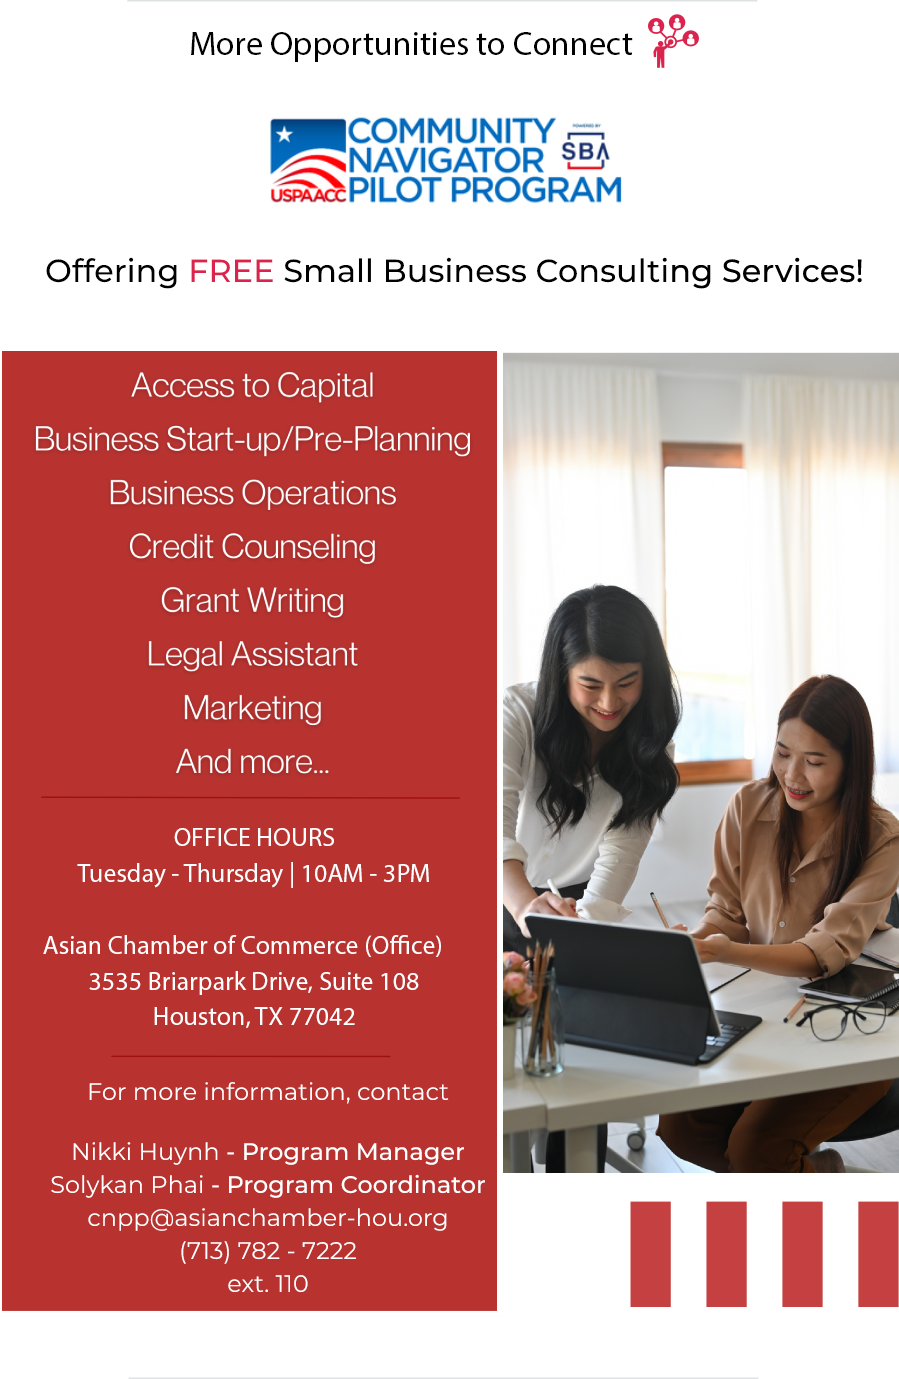 More Opportunities to Connect
USPAACC
COMMUNITY
NAVIGATOR
PILOT PROGRAM
POWERED BY
SBA
Offering FREE Small Business Consulting Services!
Access to Capital
Business Start-up/Pre-Planning
Business Operations
Credit Counseling
Grant Writing
Legal Assistant
Marketing
And more...
OFFICE HOURS
Tuesday - Thursday | 10AM - 3PM
Asian Chamber of Commerce (Office)
3535 Briarpark Drive, Suite 108
Houston, TX 77042
For more information, contact
Nikki Huynh - Program Manager
Solykan Phai - Program Coordinator
cnpp@asianchamber-hou.org
(713) 782 - 7222
ext. 110